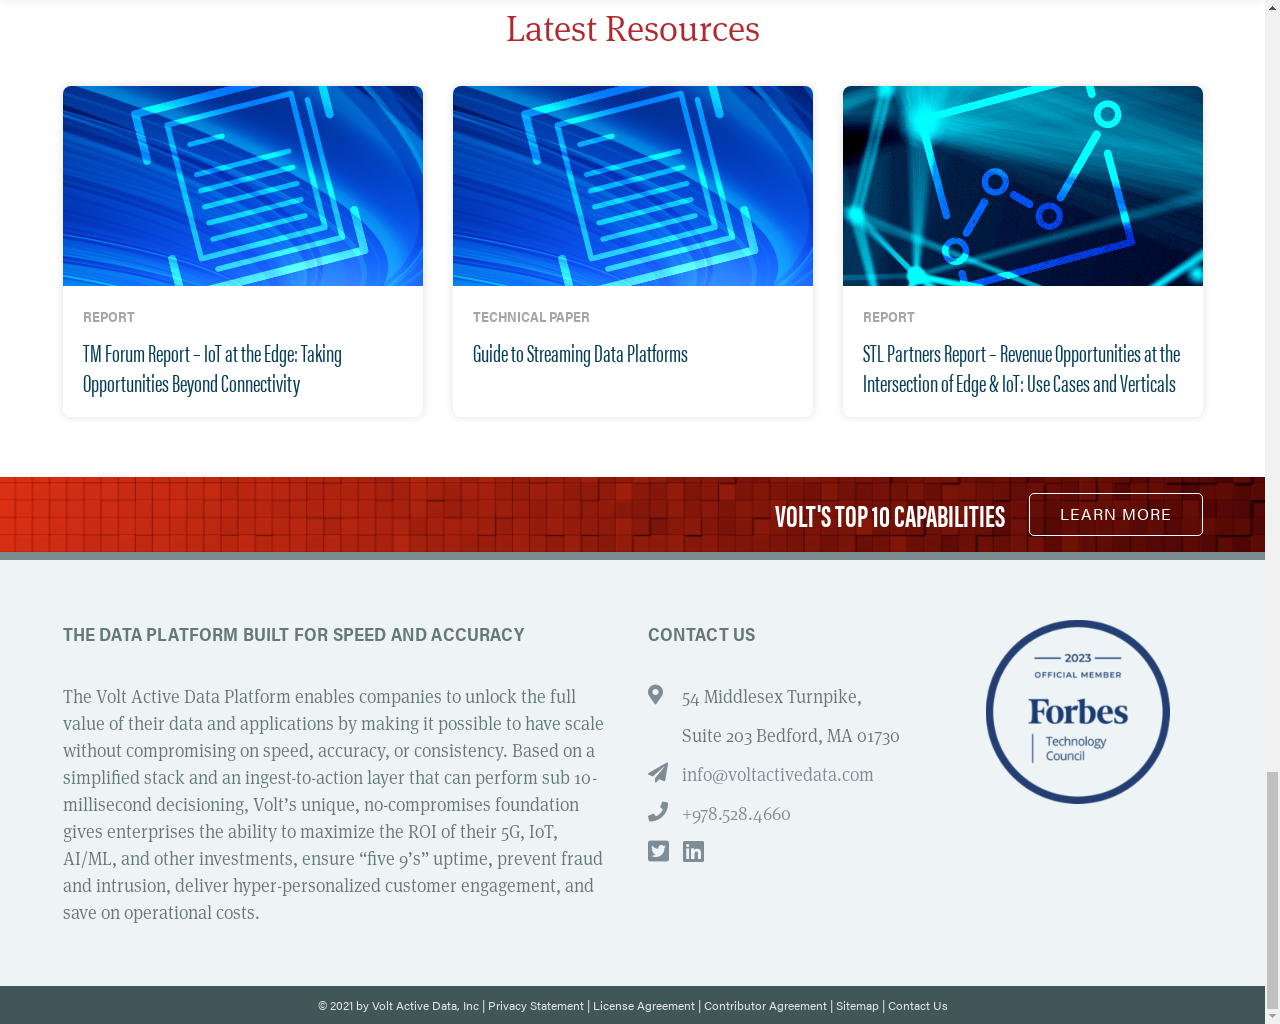 Latest Resources
REPORT
TM Forum Report – IoT at the Edge: Taking
Opportunities Beyond Connectivity
TECHNICAL PAPER
Guide to Streaming Data Platforms
REPORT
STL Partners Report – Revenue Opportunities at the
Intersection of Edge & IoT: Use Cases and Verticals
VOLT'S TOP 10 CAPABILITIES
LEARN MORE
THE DATA PLATFORM BUILT FOR SPEED AND ACCURACY
The Volt Active Data Platform enables companies to unlock the full
value of their data and applications by making it possible to have scale
without compromising on speed, accuracy, or consistency. Based on a
simplified stack and an ingest-to-action layer that can perform sub 10-
millisecond decisioning, Volt’s unique, no-compromises foundation
gives enterprises the ability to maximize the ROI of their 5G, IoT,
AI/ML, and other investments, ensure “five 9’s” uptime, prevent fraud
and intrusion, deliver hyper-personalized customer engagement, and
save on operational costs.
CONTACT US
54 Middlesex Turnpike,
Suite 203 Bedford, MA 01730
info@voltactivedata.com
+978.528.4660
2023
OFFICIAL MEMBER
Forbes
Technology
Council
© 2021 by Volt Active Data, Inc | Privacy Statement | License Agreement | Contributor Agreement | Sitemap | Contact Us